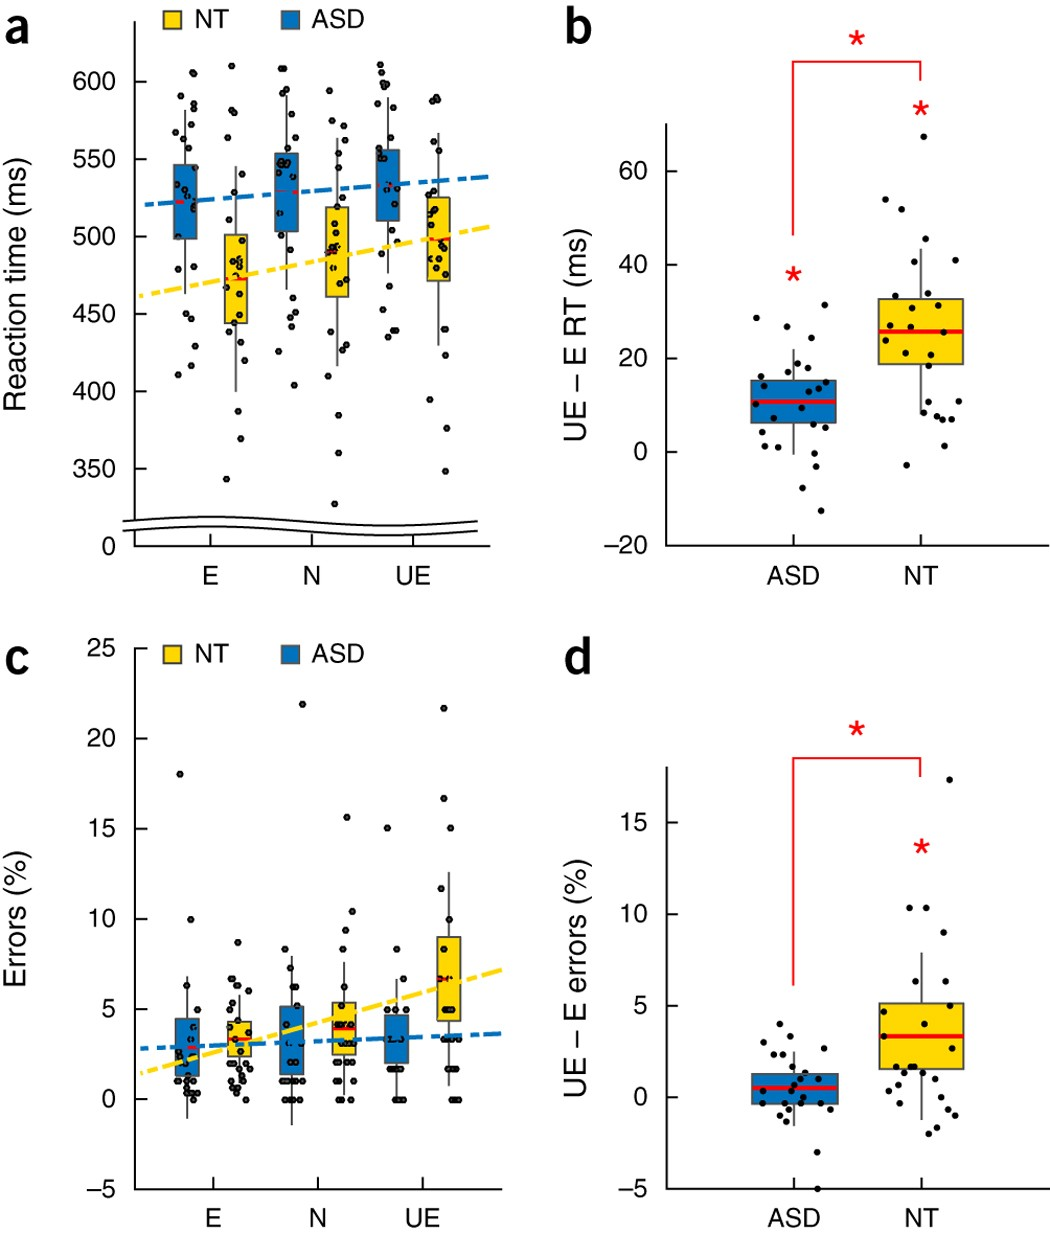 a
NT
ASD
Reaction time (ms)
600
550
500
450
400
350
0
E
N
UE
b
*
*
*
UE – E RT (ms)
60
40
20
0
–20
ASD
NT
c
NT
ASD
Errors (%)
25
20
15
10
5
0
–5
E
N
UE
d
*
*
UE – E errors (%)
15
10
5
0
–5
ASD
NT